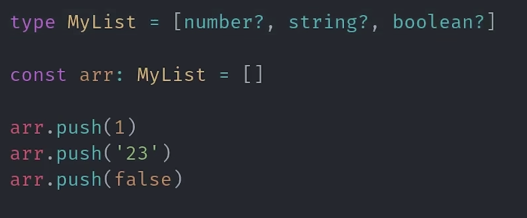 type MyList = [number?, string?, boolean?]
const arr: MyList = []
arr.push(1)
arr.push('23')
arr.push(false)